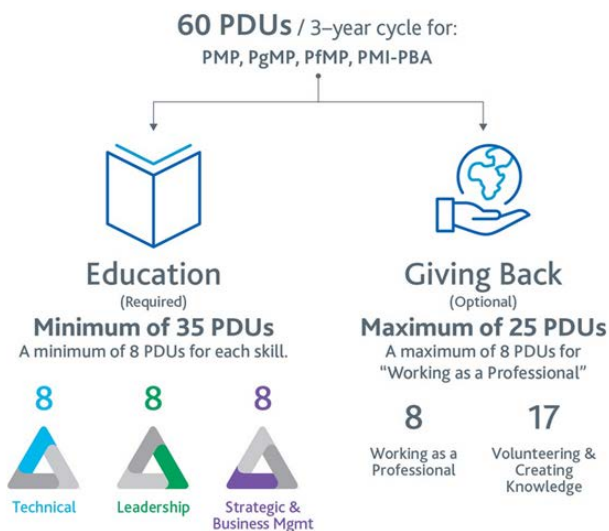 60 PDUs / 3–year cycle for:
PMP, PgMP, PfMP, PMI-PBA
Education
(Required)
Minimum of 35 PDUs
A minimum of 8 PDUs for each skill.
8
8
8
Technical
Leadership
Strategic &
Business Mgmt
Giving Back
(Optional)
Maximum of 25 PDUs
A maximum of 8 PDUs for
“Working as a Professional”
8
17
Working as a
Professional
Volunteering &
Creating
Knowledge